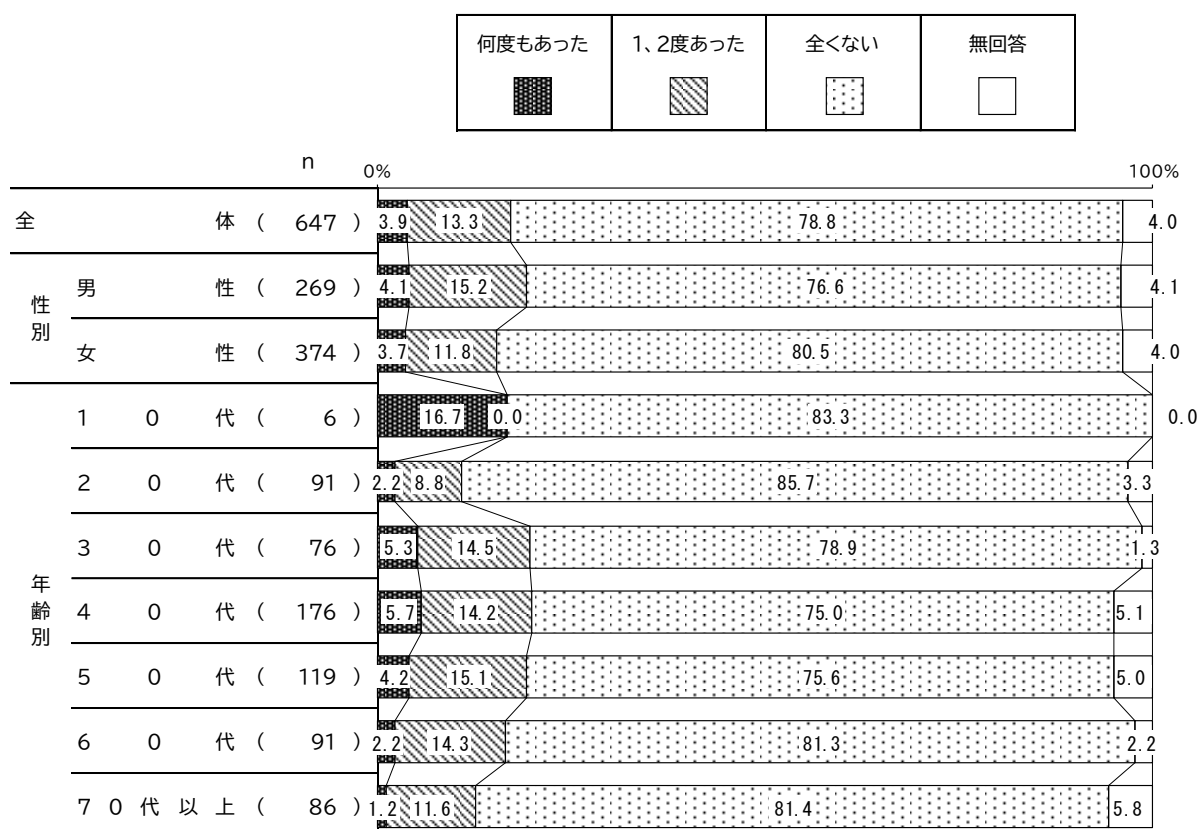 何度もあった 1、2度あった 全くない 無回答
n
0% 100%
全体 ( 647 ) 3.9 13.3 78.8 4.0
性別
男性 ( 269 ) 4.1 15.2 76.6 4.1
女性 ( 374 ) 3.7 11.8 80.5 4.0
年齢別
10代 ( 6 ) 16.7 0.0 83.3 0.0
20代 ( 91 ) 2.2 8.8 85.7 3.3
30代 ( 76 ) 5.3 14.5 78.9 1.3
40代 ( 176 ) 5.7 14.2 75.0 5.1
50代 ( 119 ) 4.2 15.1 75.6 5.0
60代 ( 91 ) 2.2 14.3 81.3 2.2
70代以上 ( 86 ) 1.2 11.6 81.4 5.8